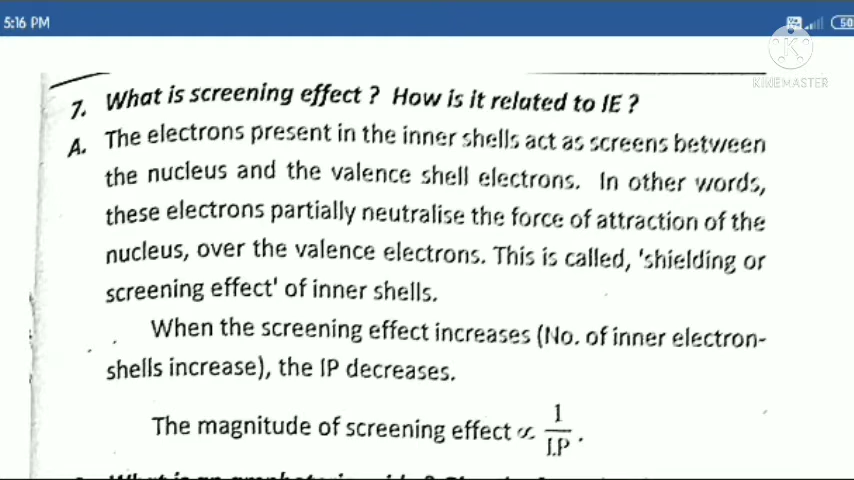 5:16 PM
50
KINEMASTER
7. What is screening effect ? How is it related to IE ?
A. The electrons present in the inner shells act as screens between
the nucleus and the valence shell electrons. In other words,
these electrons partially neutralise the force of attraction of the
nucleus, over the valence electrons. This is called, 'shielding or
screening effect' of inner shells.
When the screening effect increases (No. of inner electron-
shells increase), the IP decreases.
The magnitude of screening effect ∝ 1/I.P.